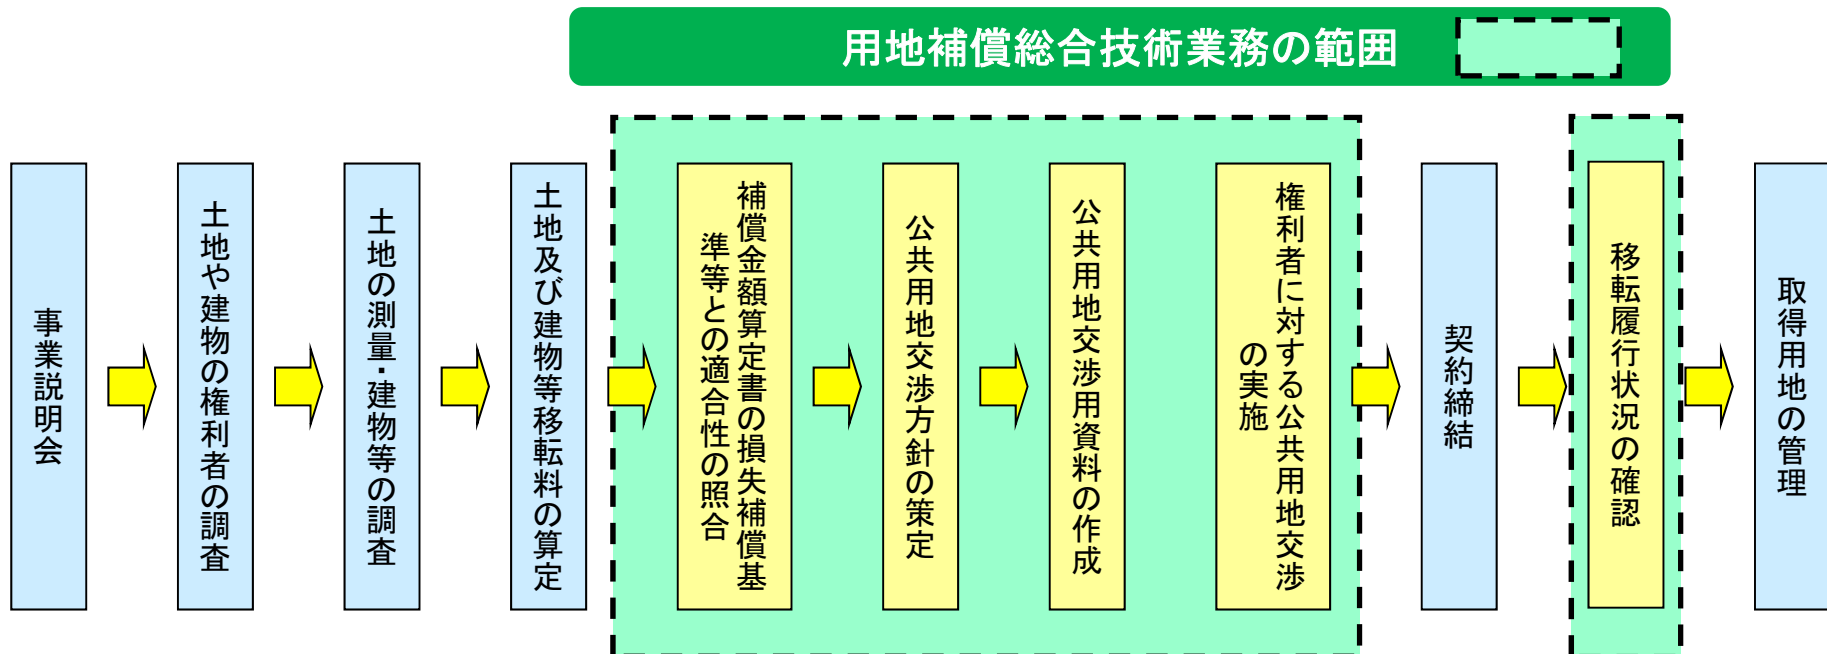 用地補償総合技術業務の範囲
事業説明会
土地や建物の権利者の調査
土地の測量・建物等の調査
土地及び建物等移転料の算定
補償金額算定書の損失補償基
準等との適合性の照合
公共用地交渉方針の策定
公共用地交渉用資料の作成
権利者に対する公共用地交渉
の実施
契約締結
移転履行状況の確認
取得用地の管理